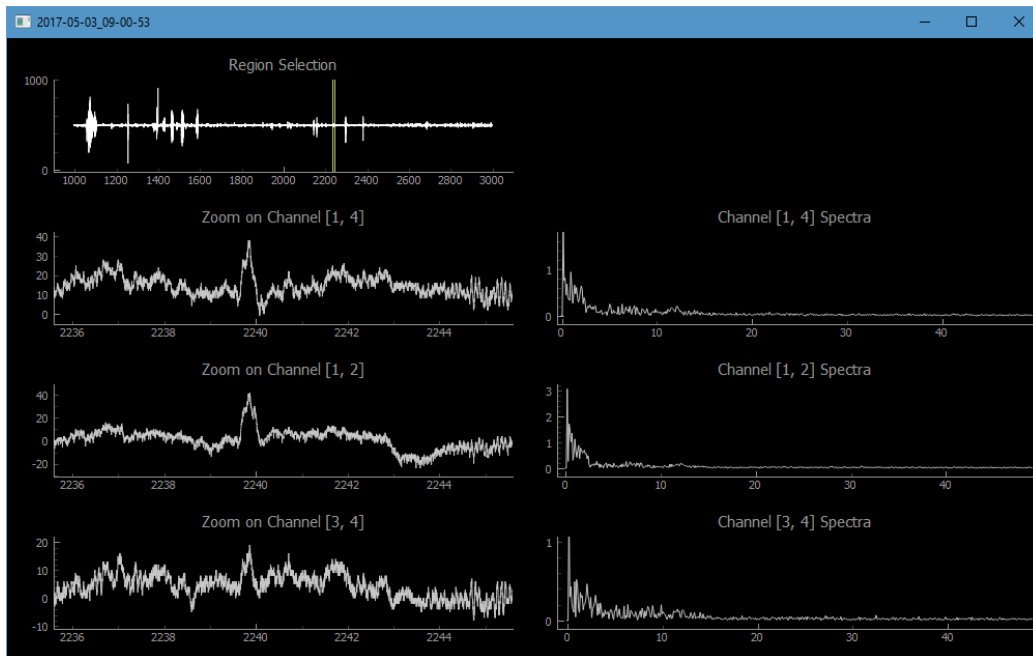 2017-05-03_09-00-53
Region Selection
1000
0
1000 1200 1400 1600 1800 2000 2200 2400 2600 2800 3000
Zoom on Channel [1, 4]
40
30
20
10
0
2236 2238 2240 2242 2244
Channel [1, 4] Spectra
1
0
0 10 20 30 40
Zoom on Channel [1, 2]
40
20
0
-20
2236 2238 2240 2242 2244
Channel [1, 2] Spectra
3
2
1
0
0 10 20 30 40
Zoom on Channel [3, 4]
20
10
0
-10
2236 2238 2240 2242 2244
Channel [3, 4] Spectra
1
0
0 10 20 30 40